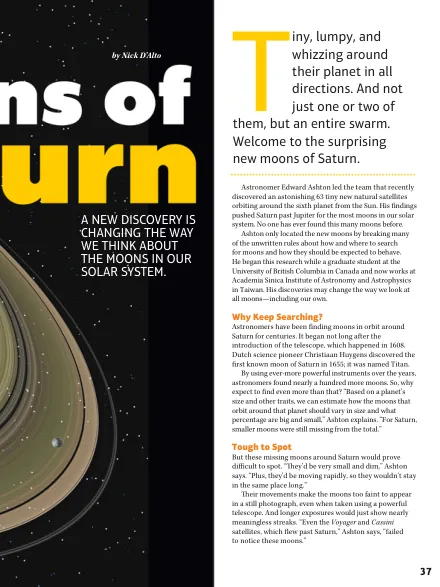 by Nick D'Alto
ns of
urn
A NEW DISCOVERY IS
CHANGING THE WAY
WE THINK ABOUT
THE MOONS IN OUR
SOLAR SYSTEM.
Tiny, lumpy, and
whizzing around
their planet in all
directions. And not
just one or two of
them, but an entire swarm.
Welcome to the surprising
new moons of Saturn.
Astronomer Edward Ashton led the team that recently
discovered an astonishing 63 tiny new natural satellites
orbiting around the sixth planet from the Sun. His findings
pushed Saturn past Jupiter for the most moons in our solar
system. No one has ever found this many moons before.
Ashton only located the new moons by breaking many
of the unwritten rules about how and where to search
for moons and how they should be expected to behave.
He began this research while a graduate student at the
University of British Columbia in Canada and now works at
Academia Sinica Institute of Astronomy and Astrophysics
in Taiwan. His discoveries may change the way we look at
all moons—including our own.
Why Keep Searching?
Astronomers have been finding moons in orbit around
Saturn for centuries. It began not long after the
introduction of the telescope, which happened in 1608.
Dutch science pioneer Christiaan Huygens discovered the
first known moon of Saturn in 1655; it was named Titan.
By using ever-more powerful instruments over the years,
astronomers found nearly a hundred more moons. So, why
expect to find even more than that? "Based on a planet's
size and other traits, we can estimate how the moons that
orbit around that planet should vary in size and what
percentage are big and small," Ashton explains. "For Saturn,
smaller moons were still missing from the total."
Tough to Spot
But these missing moons around Saturn would prove
difficult to spot. "They'd be very small and dim," Ashton
says. "Plus, they'd be moving rapidly, so they wouldn't stay
in the same place long."
Their movements make the moons too faint to appear
in a still photograph, even when taken using a powerful
telescope. And longer exposures would just show nearly
meaningless streaks. "Even the Voyager and Cassini
satellites, which flew past Saturn," Ashton says, "failed
to notice these moons."
37